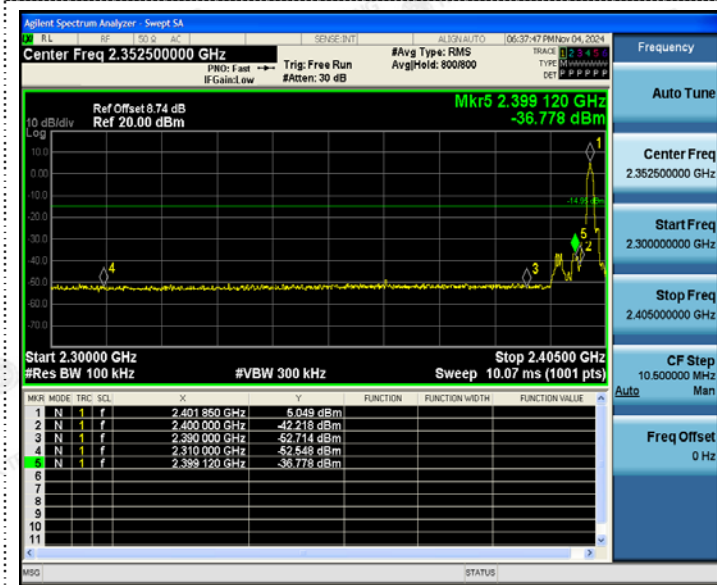 Agilent Spectrum Analyzer - Swept SA
RL RF 50 Ω AC SENSE:INT ALIGN AUTO 06:37:47 PM Nov 04, 2024
Center Freq 2.352500000 GHz
PNO: Fast
IFGain:Low
Trig: Free Run
#Atten: 30 dB
#Avg Type: RMS
Avg|Hold: 800/800
TRACE 1 2 3 4 5 6
TYPE M W W W W W
DET P P P P P P
Frequency
Auto Tune
Center Freq
2.352500000 GHz
Start Freq
2.300000000 GHz
Stop Freq
2.405000000 GHz
CF Step
10.500000 MHz
Auto Man
Freq Offset
0 Hz
Mkr5 2.399 120 GHz
-36.778 dBm
Ref Offset 8.74 dB
10 dB/div Ref 20.00 dBm
Log
10.0
0.00
-10.0
-20.0
-30.0
-40.0
-50.0
-60.0
-70.0
1
5
2
3
4
Start 2.30000 GHz Stop 2.40500 GHz
#Res BW 100 kHz #VBW 300 kHz Sweep 10.07 ms (1001 pts)
MKR MODE TRC SCL X Y FUNCTION FUNCTION WIDTH FUNCTION VALUE
1 N 1 f 2.401 850 GHz 5.049 dBm
2 N 1 f 2.400 000 GHz -42.218 dBm
3 N 1 f 2.390 000 GHz -52.714 dBm
4 N 1 f 2.310 000 GHz -52.548 dBm
5 N 1 f 2.399 120 GHz -36.778 dBm
6
7
8
9
10
11
MSG STATUS